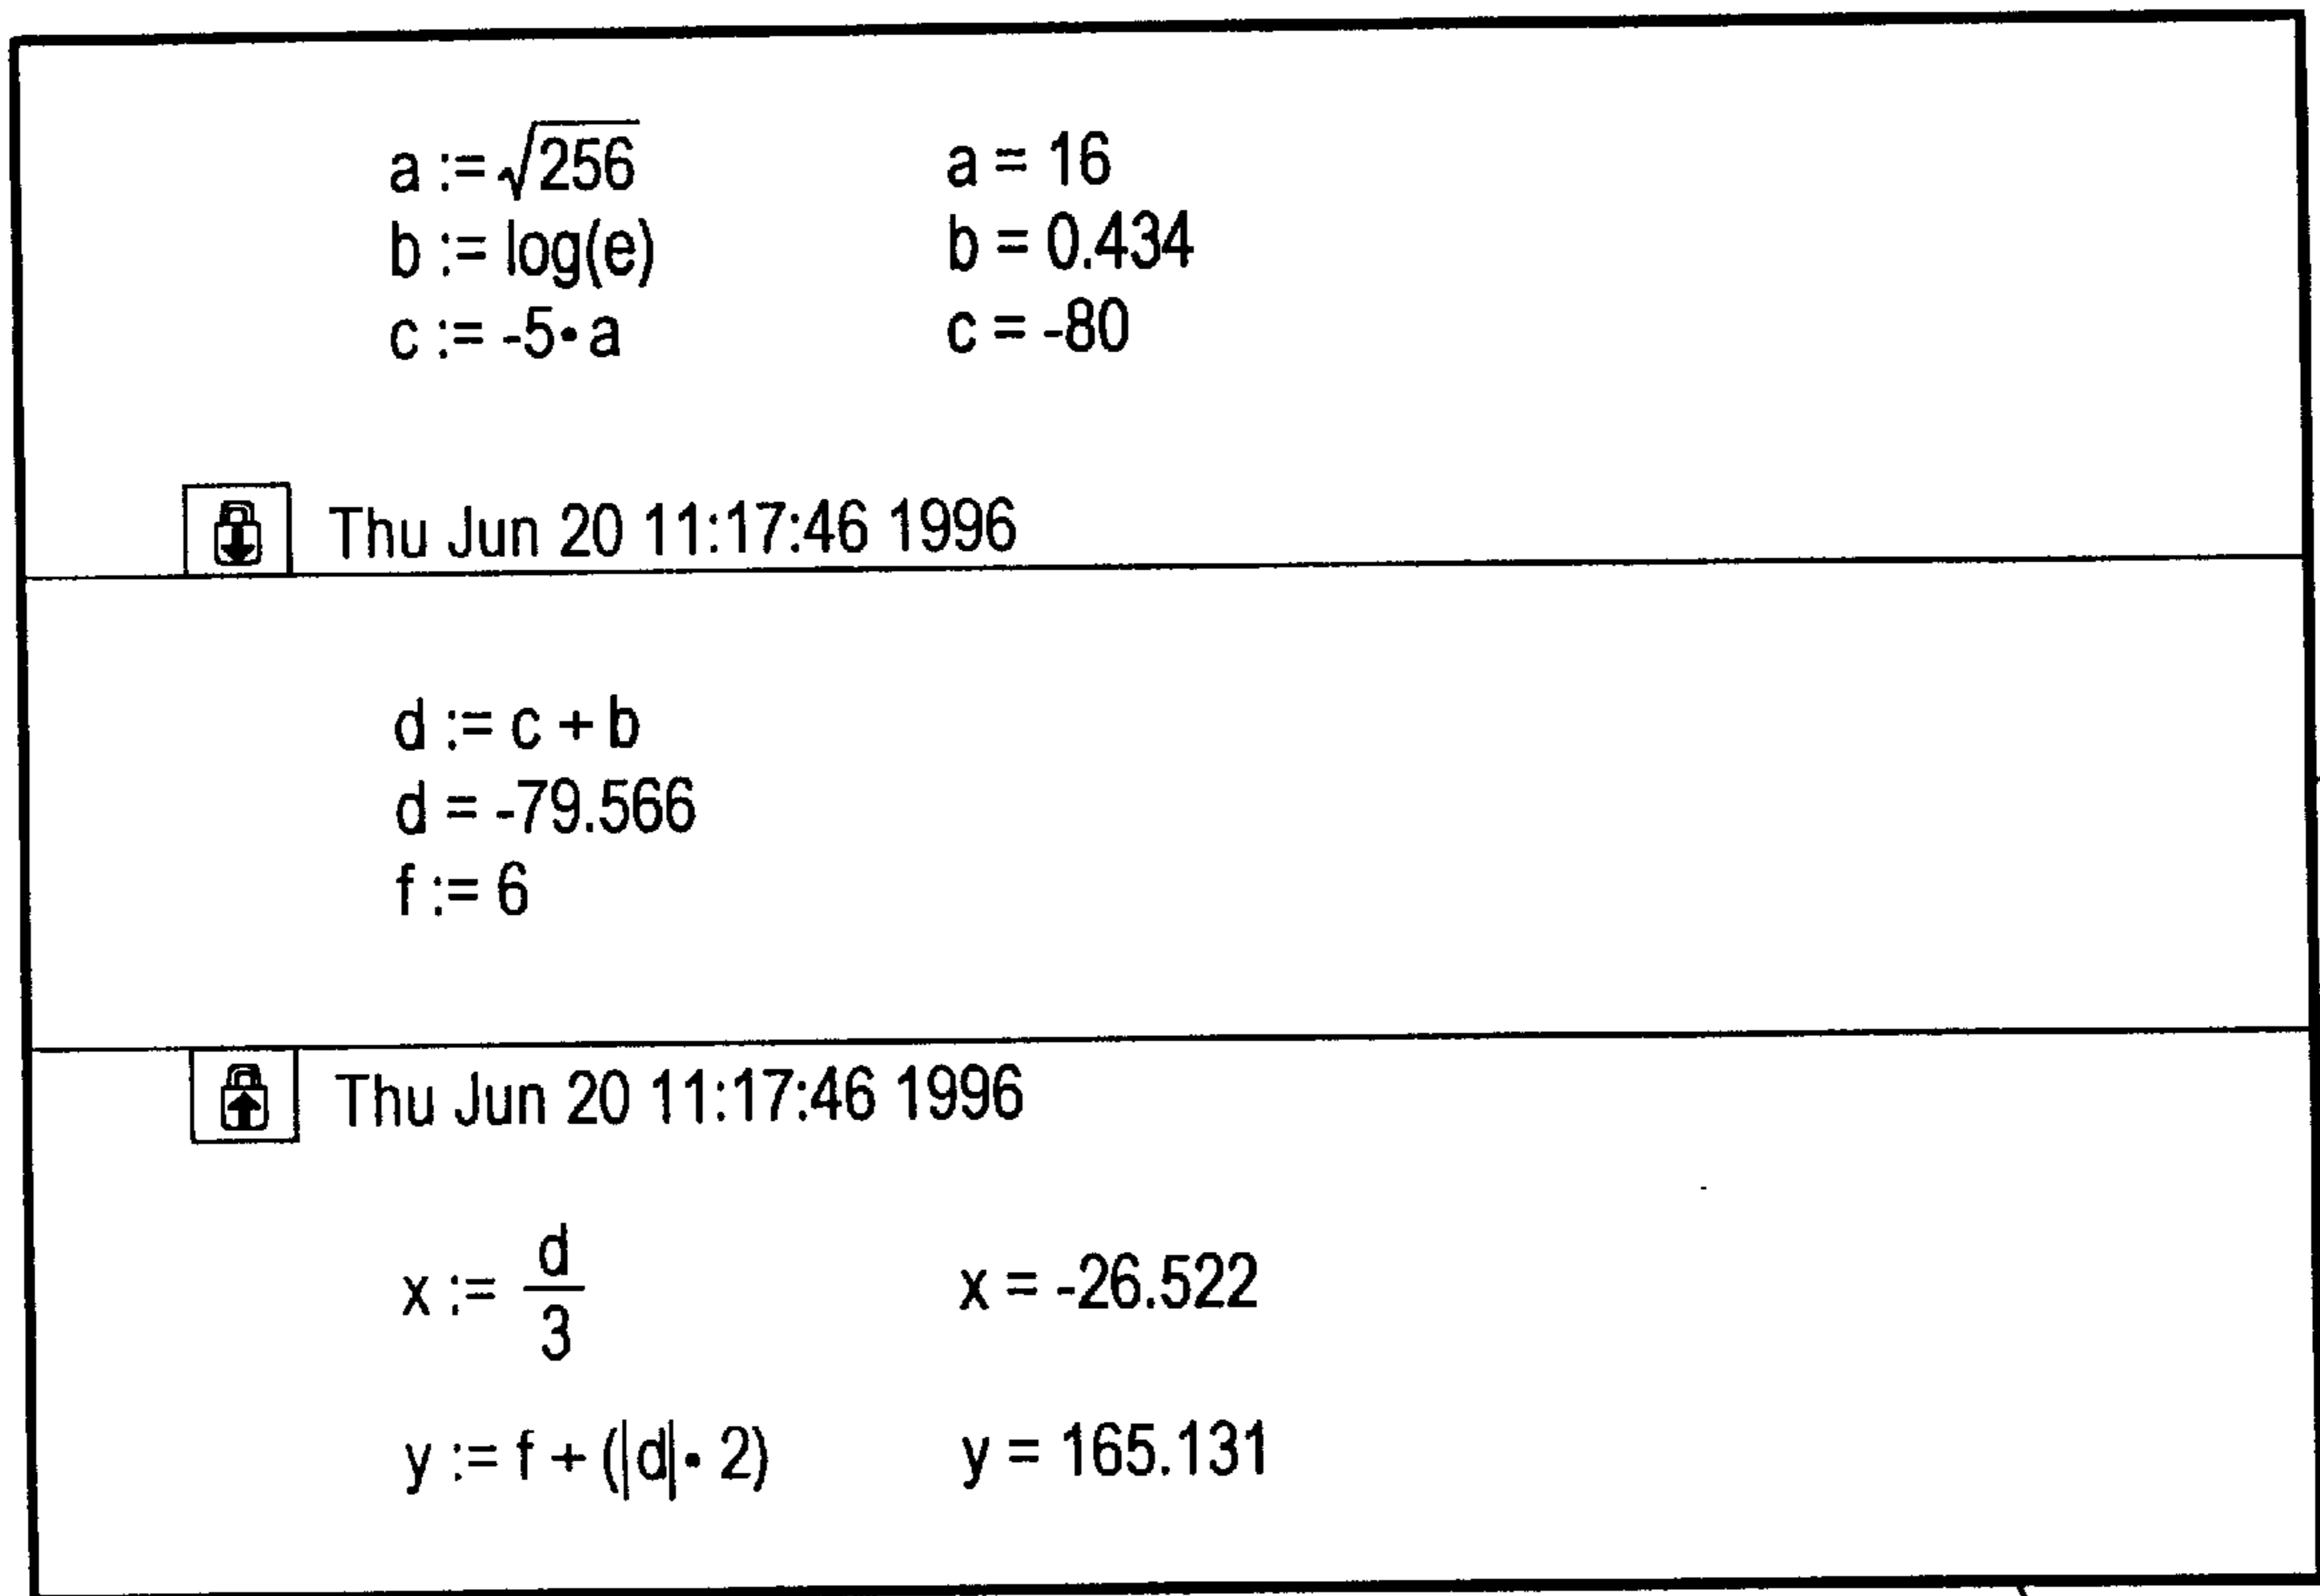 a := √256 a = 16
b := log(e) b = 0.434
c := -5• a c = -80
Thu Jun 20 11:17:46 1996
d := c + b
d = -79.566
f := 6
Thu Jun 20 11:17:46 1996
x := d/3 x = -26.522
y := f + (|d|• 2) y = 165.131